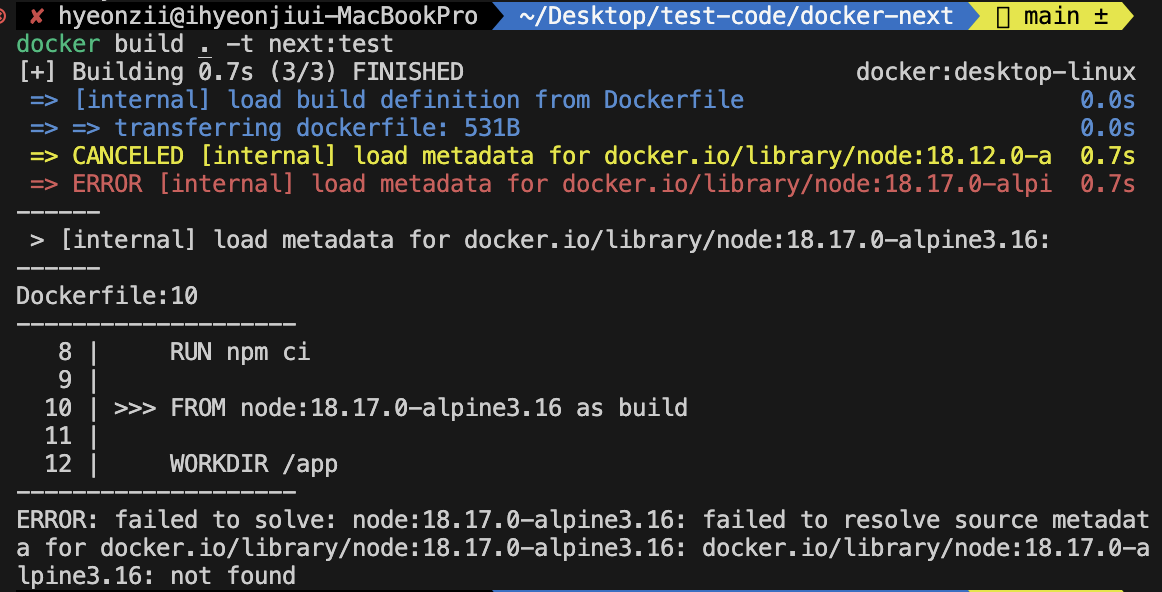 ✘ hyeonzii@ihyeonjiui-MacBookPro ~/Desktop/test-code/docker-next main ±
docker build . -t next:test
[+] Building 0.7s (3/3) FINISHED docker:desktop-linux
=> [internal] load build definition from Dockerfile 0.0s
=> => transferring dockerfile: 531B 0.0s
=> CANCELED [internal] load metadata for docker.io/library/node:18.12.0-a 0.7s
=> ERROR [internal] load metadata for docker.io/library/node:18.17.0-alpi 0.7s
------
> [internal] load metadata for docker.io/library/node:18.17.0-alpine3.16:
------
Dockerfile:10
--------------------
8 | RUN npm ci
9 |
10 | >>> FROM node:18.17.0-alpine3.16 as build
11 |
12 | WORKDIR /app
--------------------
ERROR: failed to solve: node:18.17.0-alpine3.16: failed to resolve source metadat
a for docker.io/library/node:18.17.0-alpine3.16: docker.io/library/node:18.17.0-a
lpine3.16: not found